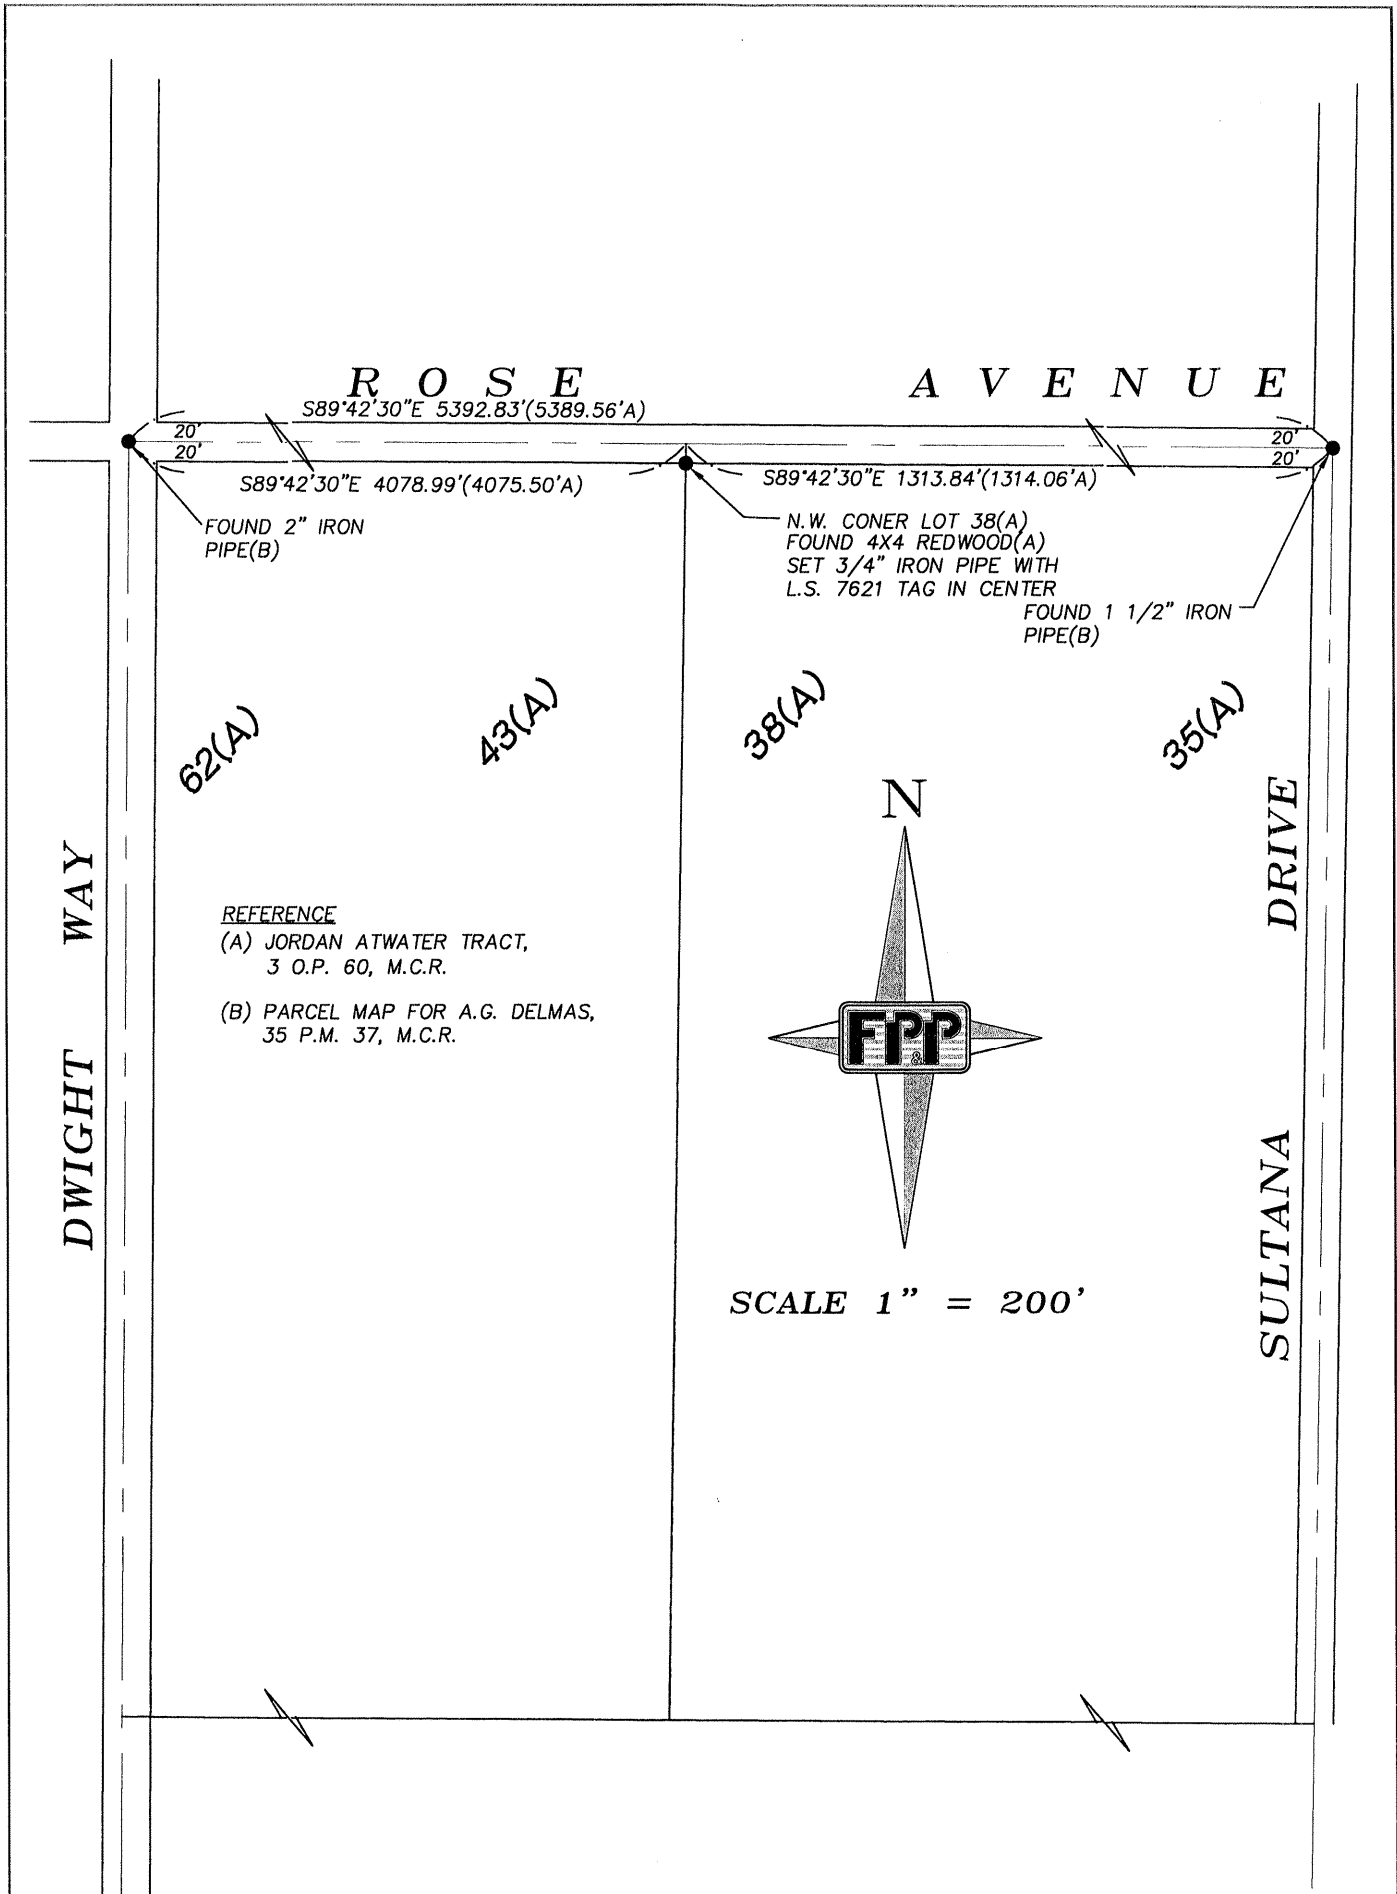 ROSE AVENUE
S89°42'30"E 5392.83'(5389.56'A)
20'
20'
20'
20'
S89°42'30"E 4078.99'(4075.50'A)
S89°42'30"E 1313.84'(1314.06'A)
FOUND 2" IRON
PIPE(B)
N.W. CONER LOT 38(A)
FOUND 4X4 REDWOOD(A)
SET 3/4" IRON PIPE WITH
L.S. 7621 TAG IN CENTER
FOUND 1 1/2" IRON
PIPE(B)
62(A)
43(A)
38(A)
35(A)
N
DWIGHT WAY
SULTANA DRIVE
REFERENCE
(A) JORDAN ATWATER TRACT,
3 O.P. 60, M.C.R.
(B) PARCEL MAP FOR A.G. DELMAS,
35 P.M. 37, M.C.R.
FP&P
SCALE 1" = 200'